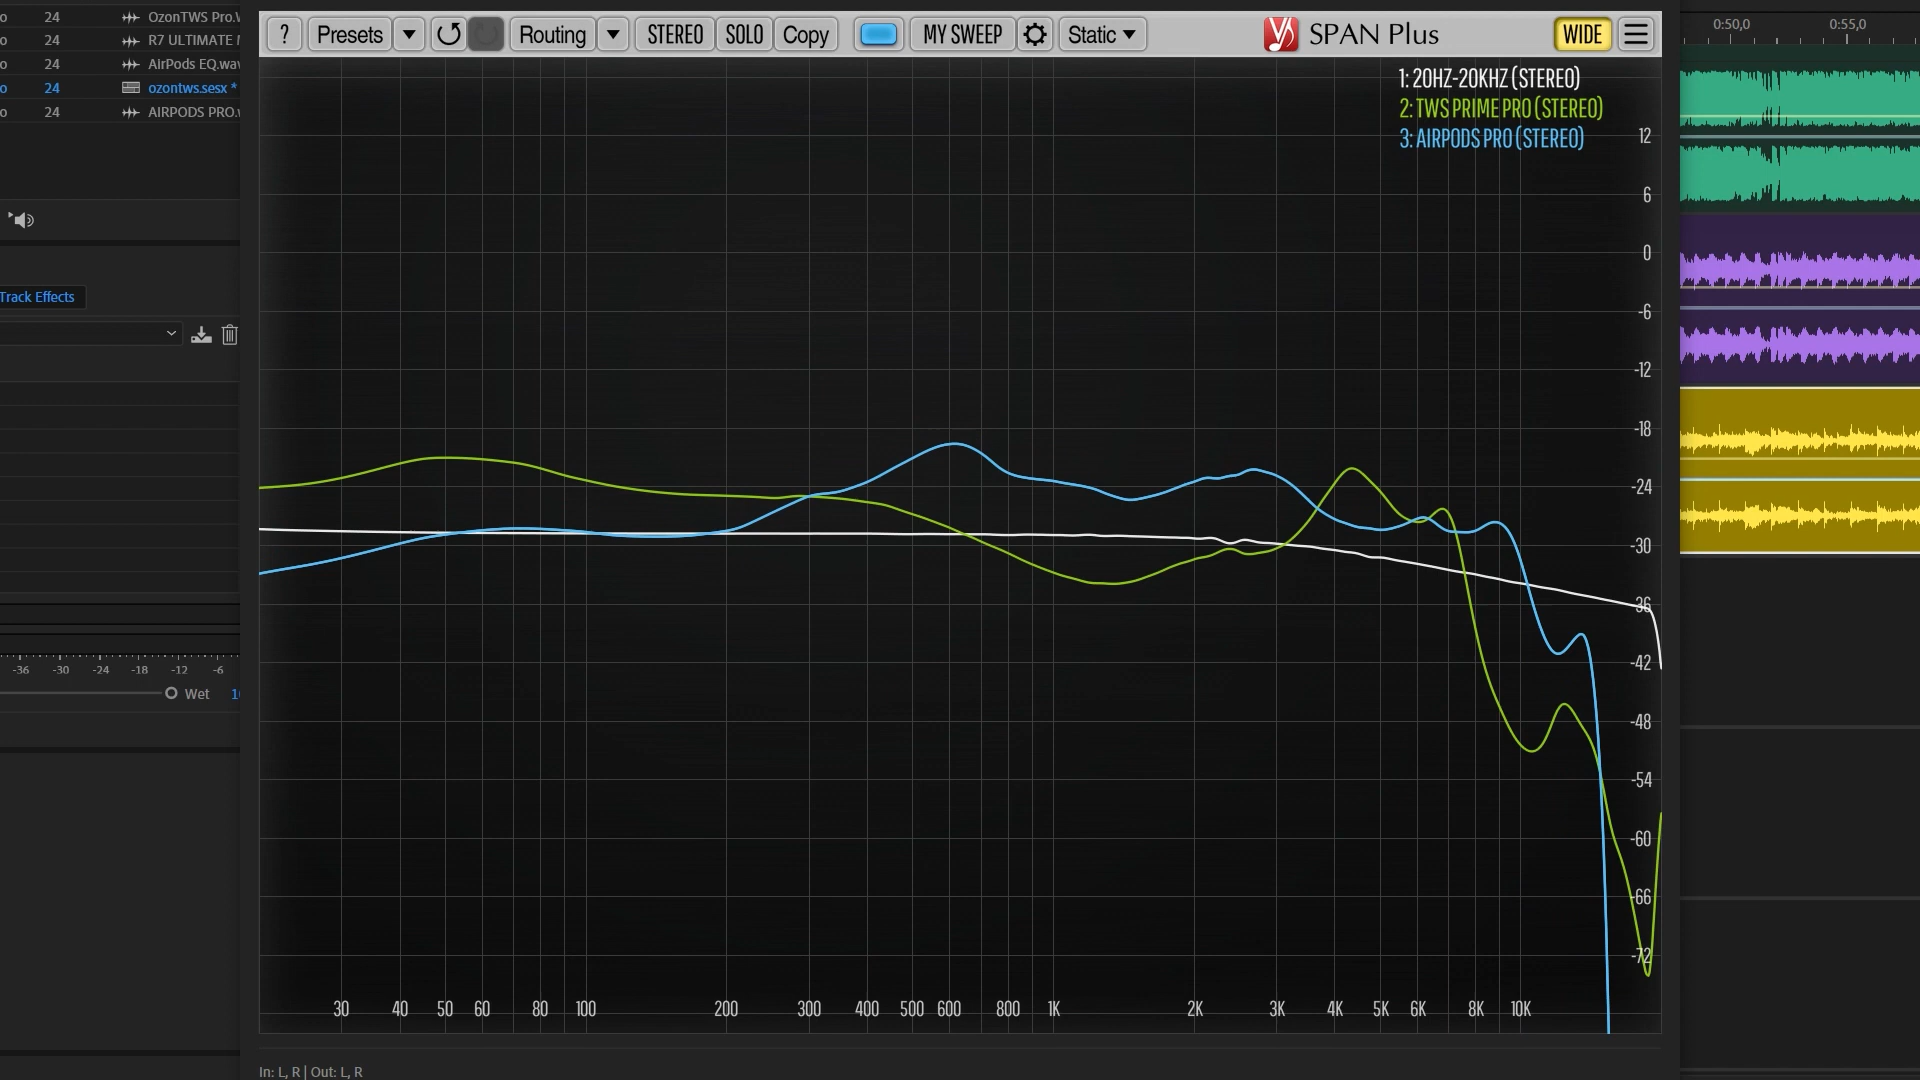 24 OzonTWS Pro.
24 R7 ULTIMATE
24 AirPods EQ.wav
24 ozontws.sesx *
24 AIRPODS PRO.
Track Effects
-36 -30 -24 -18 -12 -6
Wet
? Presets Routing STEREO SOLO Copy MY SWEEP Static SPAN Plus WIDE
1: 20HZ-20KHZ (STEREO)
2: TWS PRIME PRO (STEREO)
3: AIRPODS PRO (STEREO)
12
6
0
-6
-12
-18
-24
-30
-36
-42
-48
-54
-60
-66
-72
30 40 50 60 80 100 200 300 400 500 600 800 1K 2K 3K 4K 5K 6K 8K 10K
In: L, R | Out: L, R
0:50,0 0:55,0